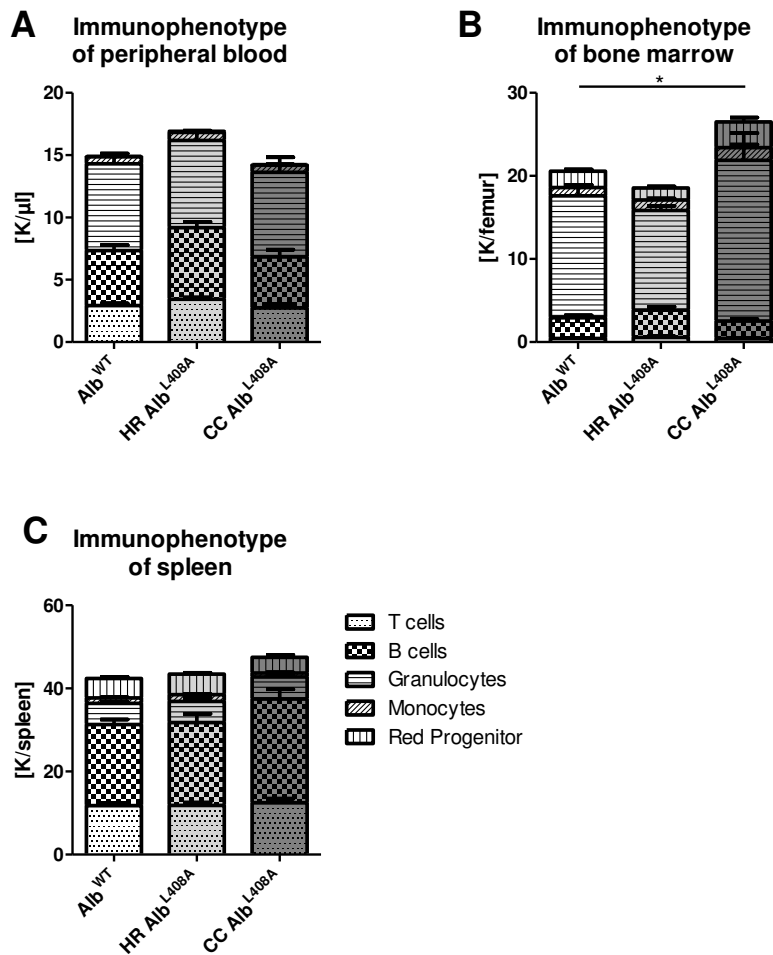 A
Immunophenotype
of peripheral blood
20
15
10
5
0
[K/µl]
Alb WT
HR Alb L408A
CC Alb L408A
B
Immunophenotype
of bone marrow
*
30
20
10
0
[K/femur]
Alb WT
HR Alb L408A
CC Alb L408A
C
Immunophenotype
of spleen
60
40
20
0
[K/spleen]
Alb WT
HR Alb L408A
CC Alb L408A
T cells
B cells
Granulocytes
Monocytes
Red Progenitor